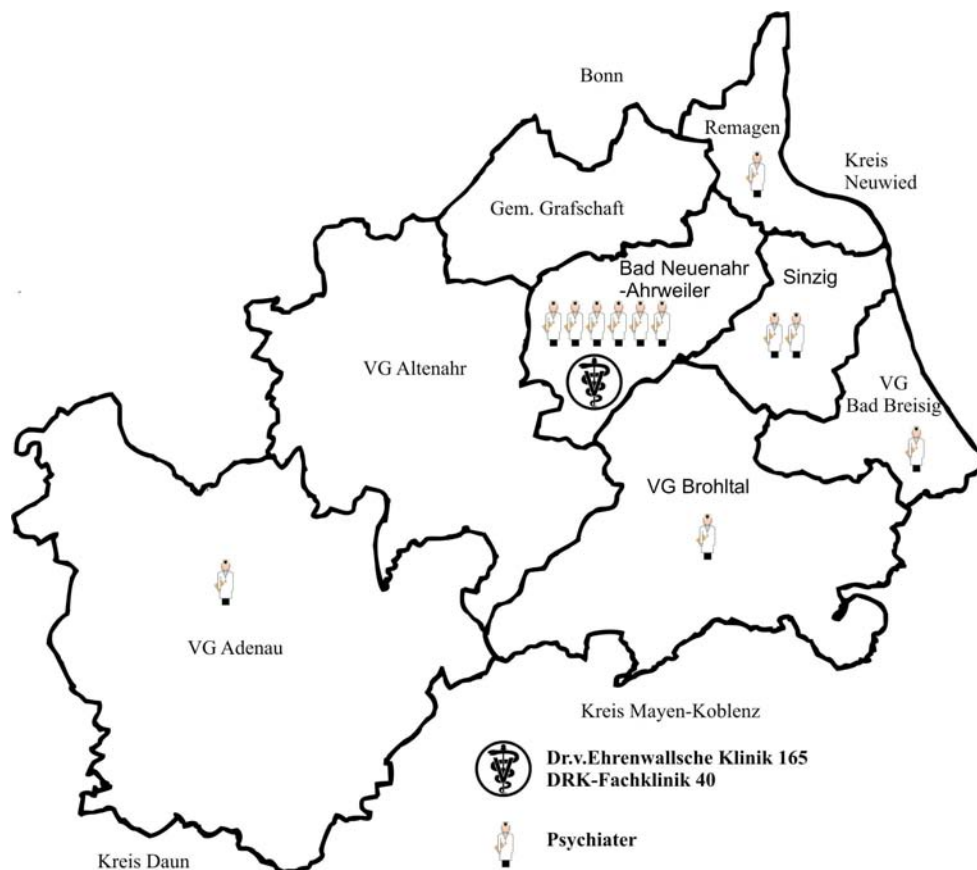 Bonn
Remagen
Kreis
Neuwied
Gem. Grafschaft
Bad Neuenahr
-Ahrweiler
Sinzig
VG Altenahr
VG
Bad Breisig
VG Brohltal
VG Adenau
Kreis Mayen-Koblenz
Dr.v.Ehrenwallsche Klinik 165
DRK-Fachklinik 40
Psychiater
Kreis Daun